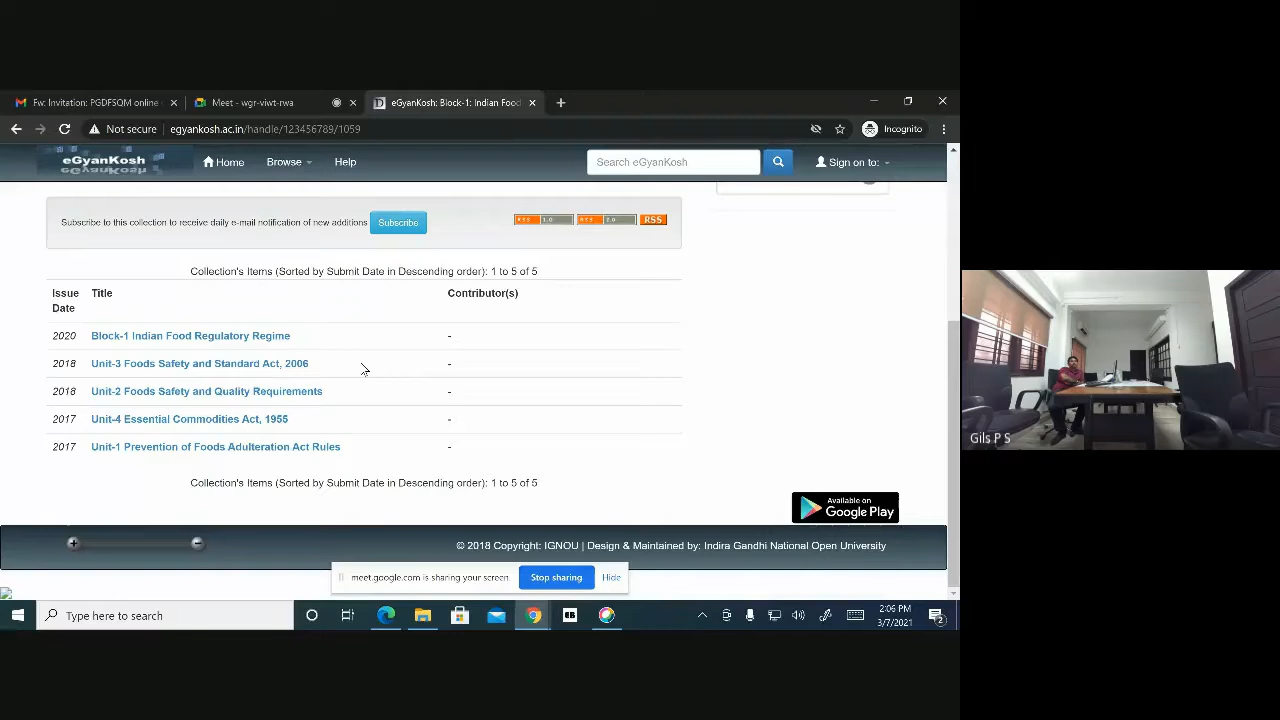 Fw: Invitation: PGDFSQM online
Meet - wgr-viwt-rwa
eGyanKosh: Block-1: Indian Food
Not secure
egyankosh.ac.in/handle/123456789/1059
Incognito
eGyanKosh
Home
Browse
Help
Search eGyanKosh
Sign on to:
Subscribe to this collection to receive daily e-mail notification of new additions
Subscribe
RSS 1.0
RSS 2.0
RSS
Collection's Items (Sorted by Submit Date in Descending order): 1 to 5 of 5
Issue Date
Title
Contributor(s)
2020 Block-1 Indian Food Regulatory Regime -
2018 Unit-3 Foods Safety and Standard Act, 2006 -
2018 Unit-2 Foods Safety and Quality Requirements -
2017 Unit-4 Essential Commodities Act, 1955 -
2017 Unit-1 Prevention of Foods Adulteration Act Rules -
Collection's Items (Sorted by Submit Date in Descending order): 1 to 5 of 5
Available on
Google Play
© 2018 Copyright: IGNOU | Design & Maintained by: Indira Gandhi National Open University
meet.google.com is sharing your screen.
Stop sharing
Hide
Type here to search
2:06 PM
3/7/2021
2
Gils P S